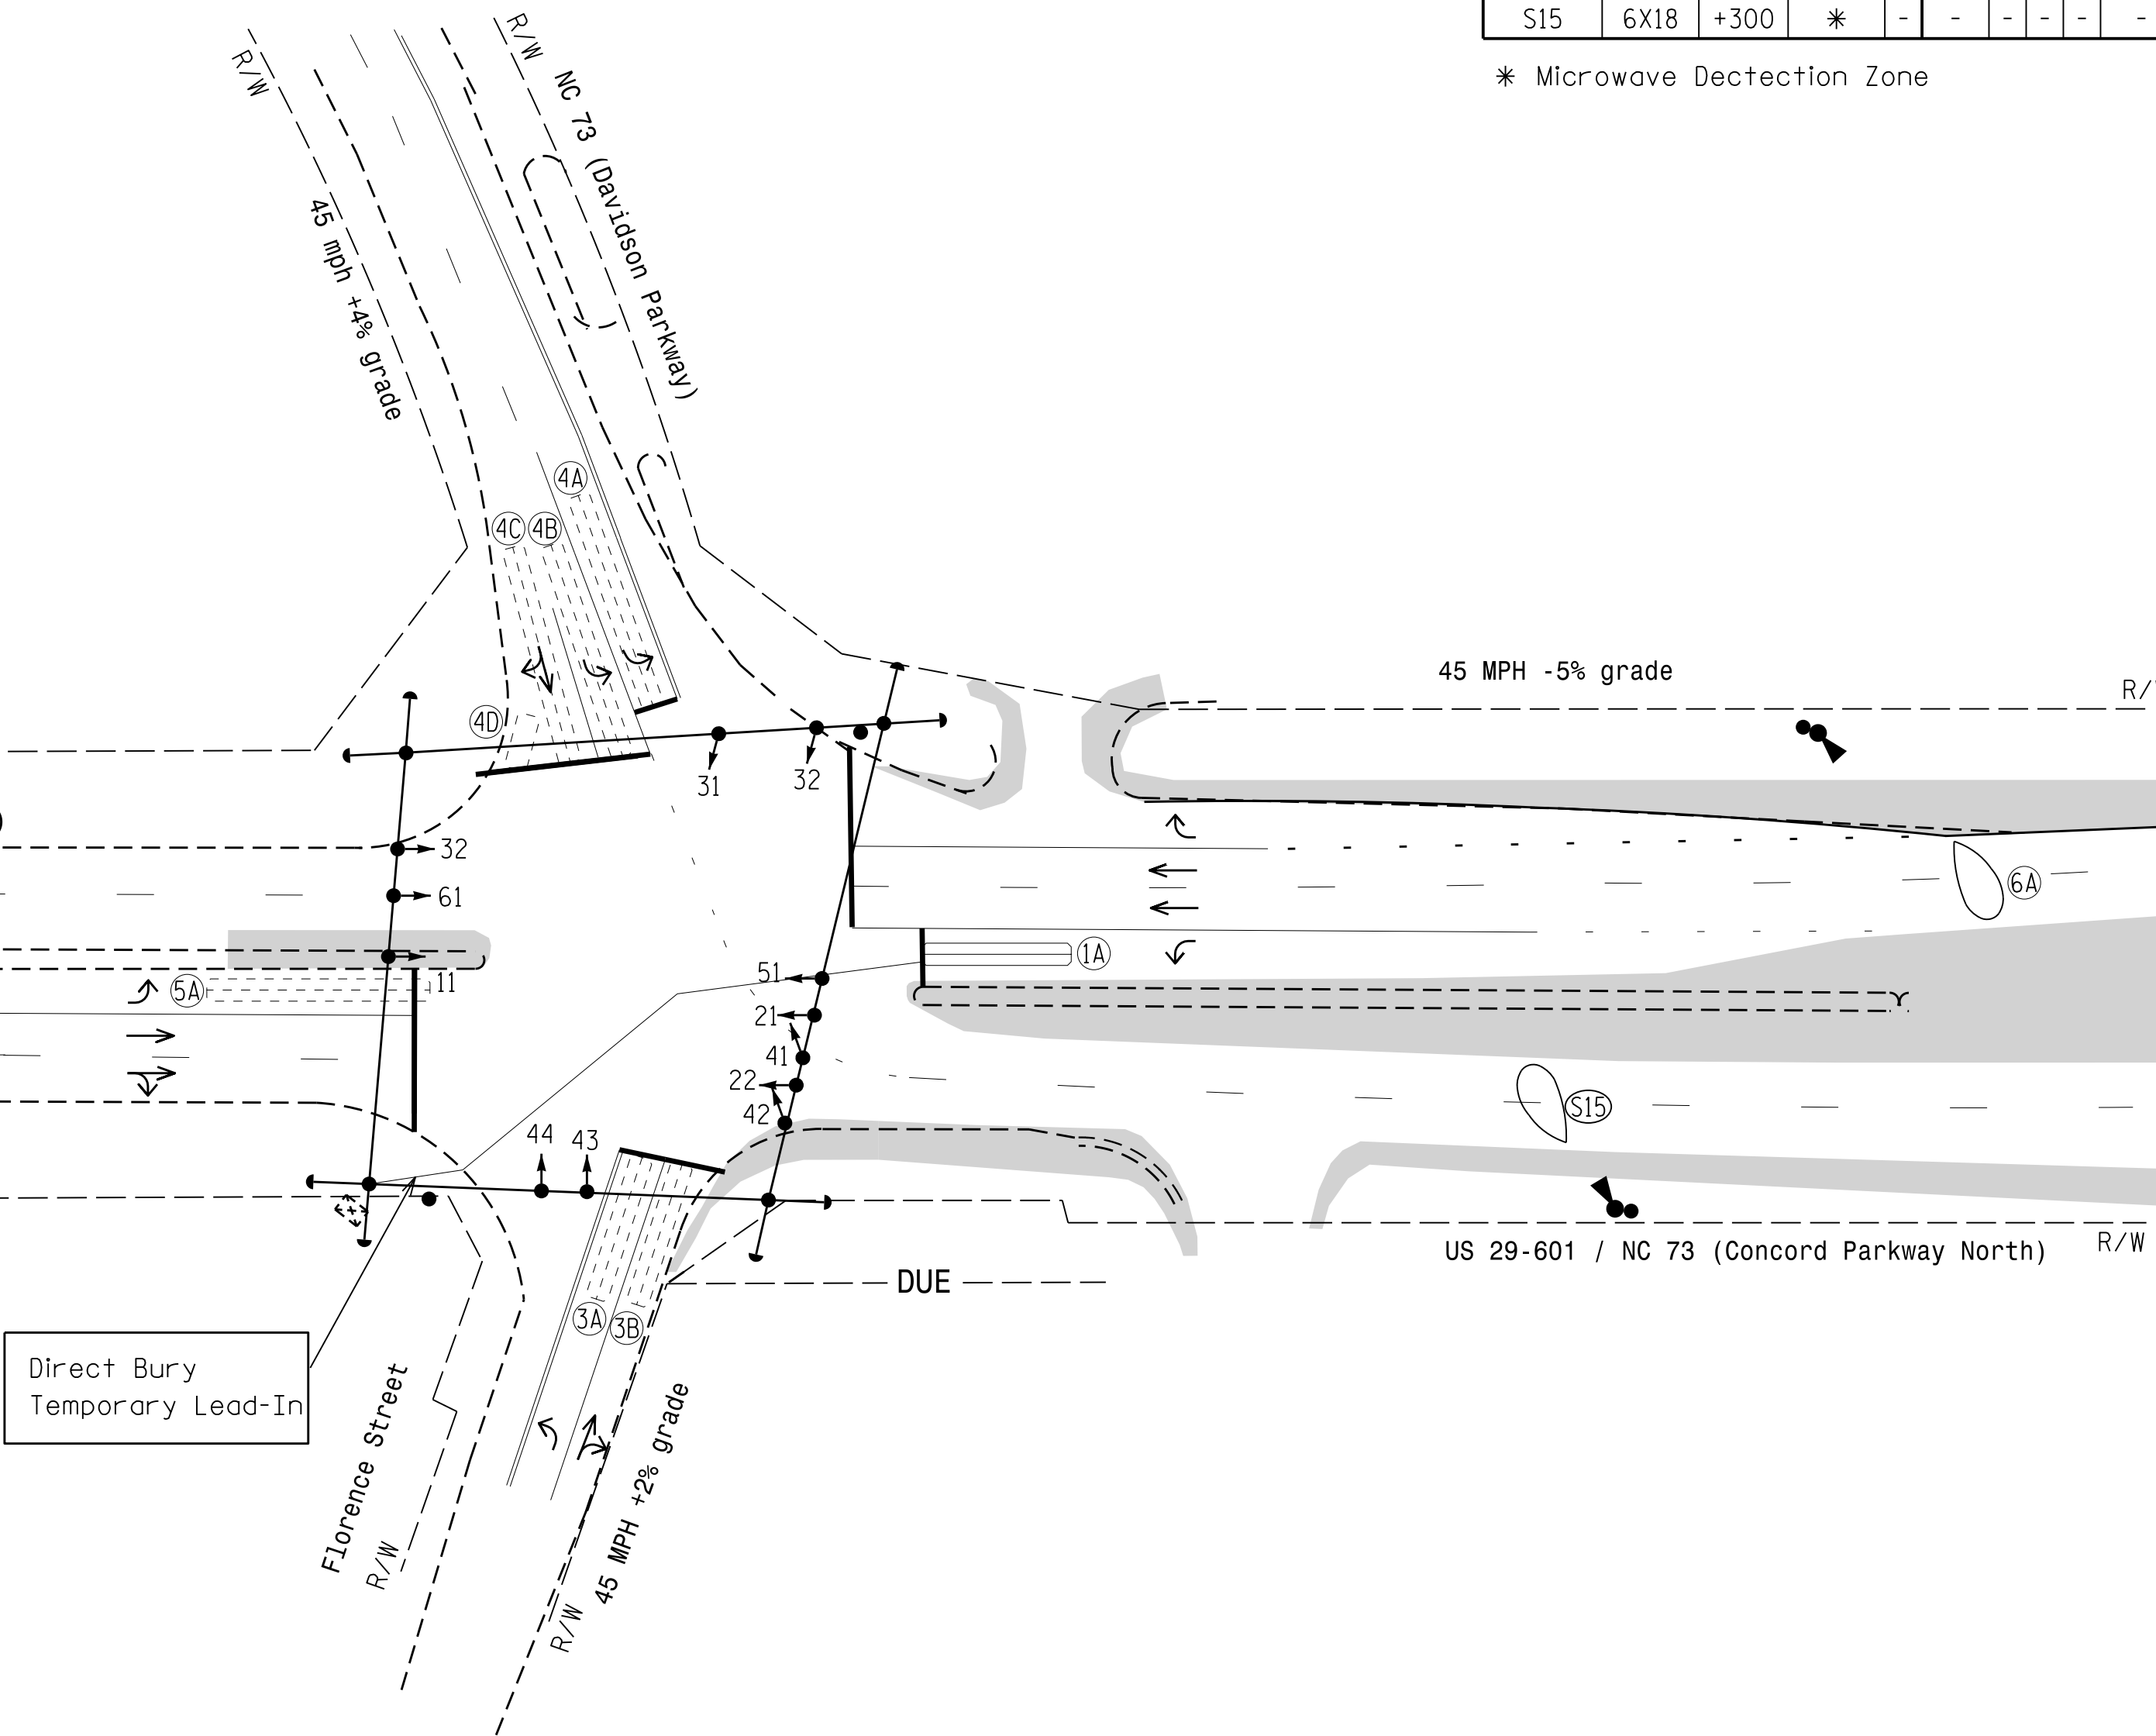 S15 6X18 +300 * - - - - - -
* Microwave Dectection Zone
R/W
R/W
NC 73 (Davidson Parkway)
45 mph +4% grade
4A
4C
4B
45 MPH -5% grade
R/
4D
31
32
32
61
6A
11
5A
1A
51
21
41
22
42
S15
44
43
US 29-601 / NC 73 (Concord Parkway North)
R/W
DUE
3A
3B
Direct Bury
Temporary Lead-In
Florence Street
R/W
45 MPH +2% grade
R/W